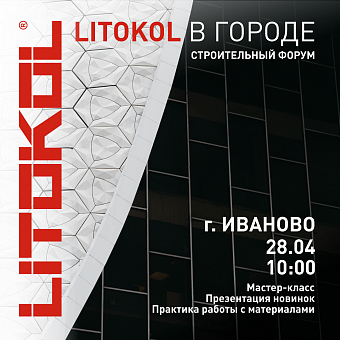 LITOKOL®
LITOKOL В ГОРОДЕ
СТРОИТЕЛЬНЫЙ ФОРУМ
г. ИВАНОВО
28.04
10:00
Мастер-класс
Презентация новинок
Практика работы с материалами